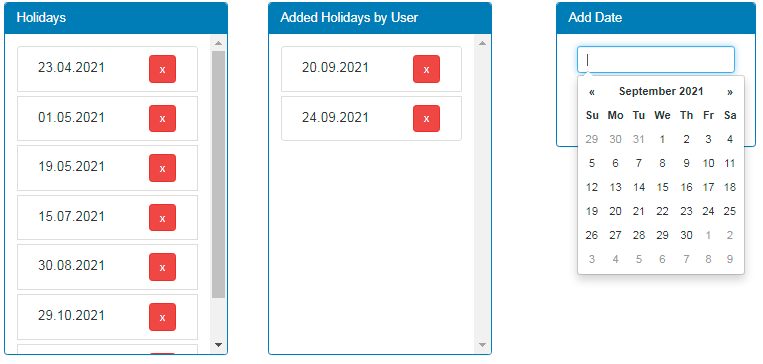 Holidays
23.04.2021 x
01.05.2021 x
19.05.2021 x
15.07.2021 x
30.08.2021 x
29.10.2021 x
Added Holidays by User
20.09.2021 x
24.09.2021 x
Add Date
« September 2021 »
Su Mo Tu We Th Fr Sa
29 30 31 1 2 3 4
5 6 7 8 9 10 11
12 13 14 15 16 17 18
19 20 21 22 23 24 25
26 27 28 29 30 1 2
3 4 5 6 7 8 9